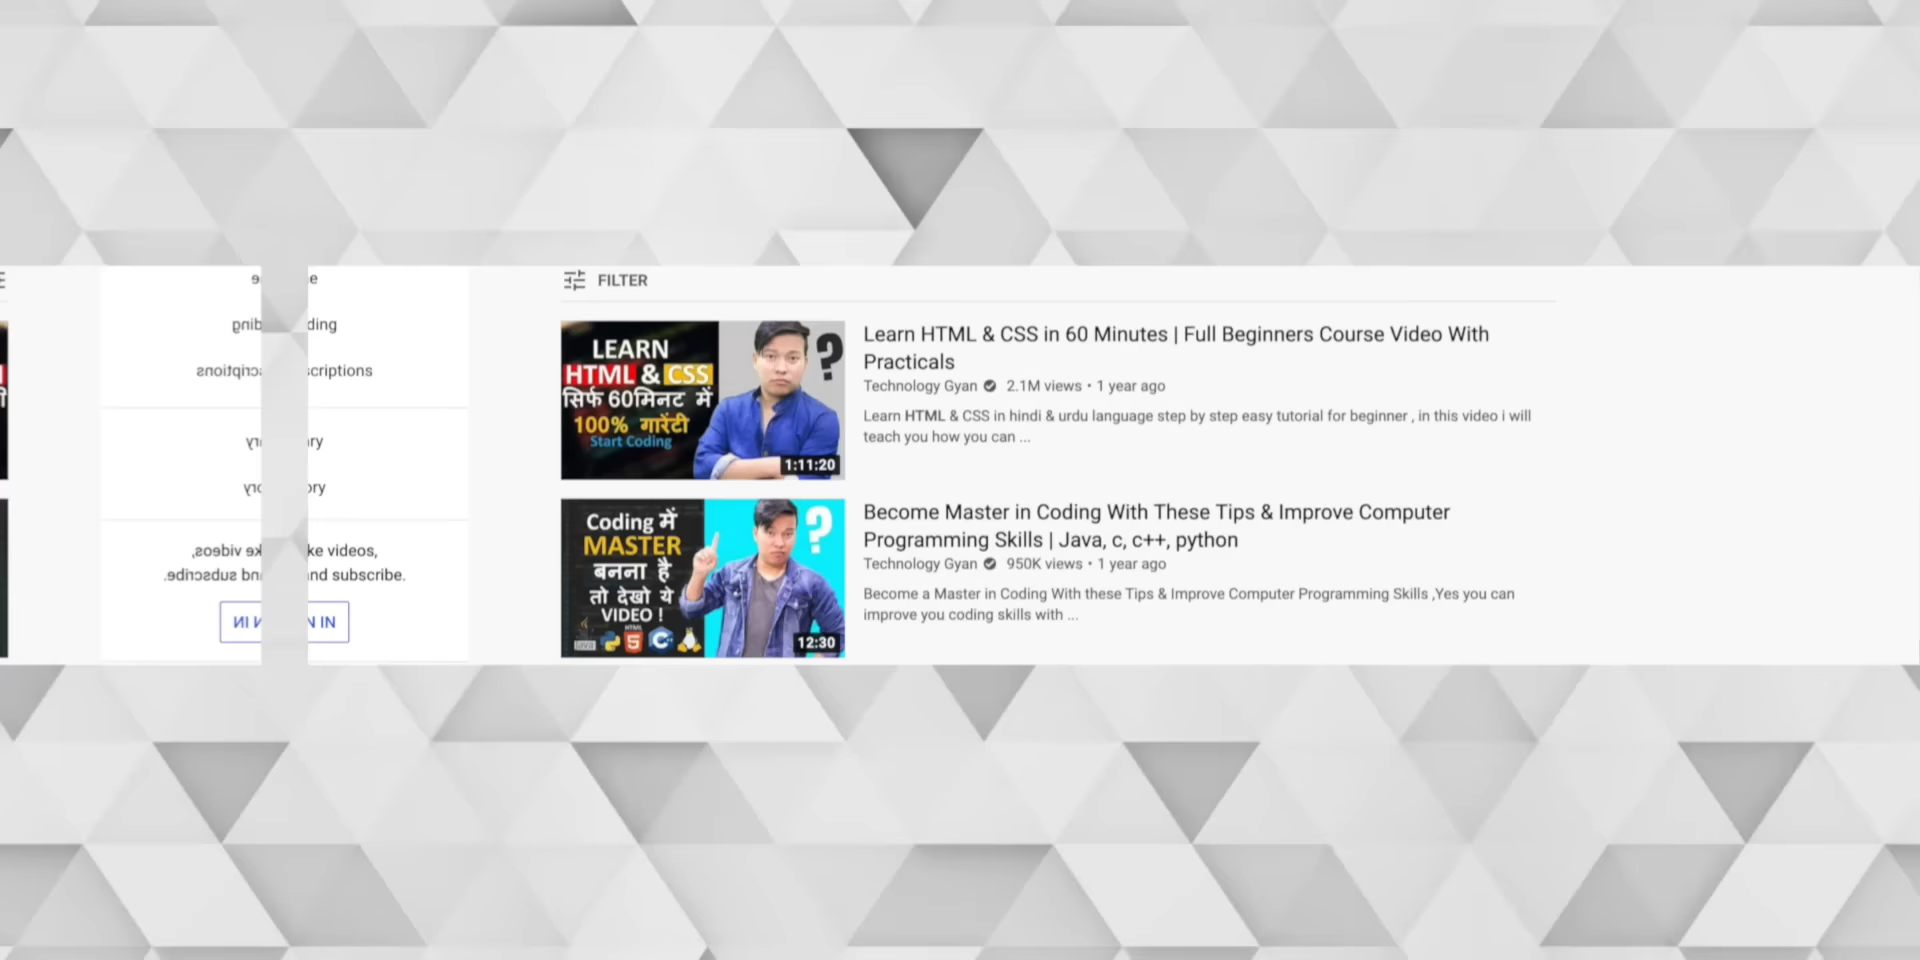 FILTER
LEARN
HTML & CSS
सिर्फ 60मिनट में
100% गारेंटी
Start Coding
1:11:20
Learn HTML & CSS in 60 Minutes | Full Beginners Course Video With
Practicals
Technology Gyan 2.1M views • 1 year ago
Learn HTML & CSS in hindi & urdu language step by step easy tutorial for beginner , in this video i will
teach you how you can ...
Coding में
MASTER
बनना है
तो देखो ये
VIDEO !
HTML
5
C
12:30
Become Master in Coding With These Tips & Improve Computer
Programming Skills | Java, c, c++, python
Technology Gyan 950K views • 1 year ago
Become a Master in Coding With these Tips & Improve Computer Programming Skills ,Yes you can
improve you coding skills with ...
ding
criptions
ry
ory
ke videos,
nd subscribe.
N IN